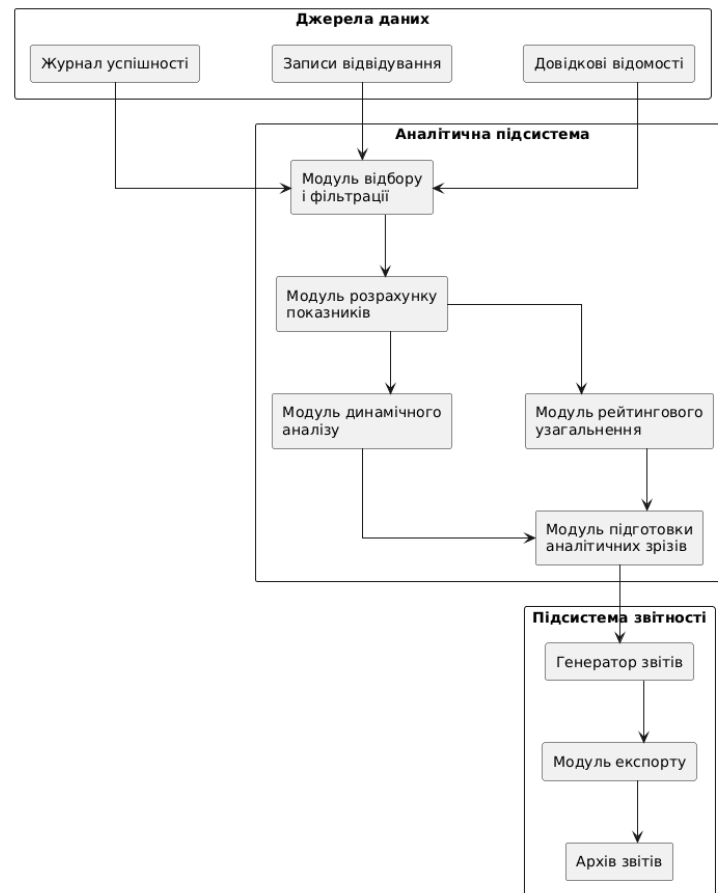 Джерела даних
Журнал успішності
Записи відвідування
Довідкові відомості
Аналітична підсистема
Модуль відбору
і фільтрації
Модуль розрахунку
показників
Модуль динамічного
аналізу
Модуль рейтингового
узагальнення
Модуль підготовки
аналітичних зрізів
Підсистема звітності
Генератор звітів
Модуль експорту
Архів звітів